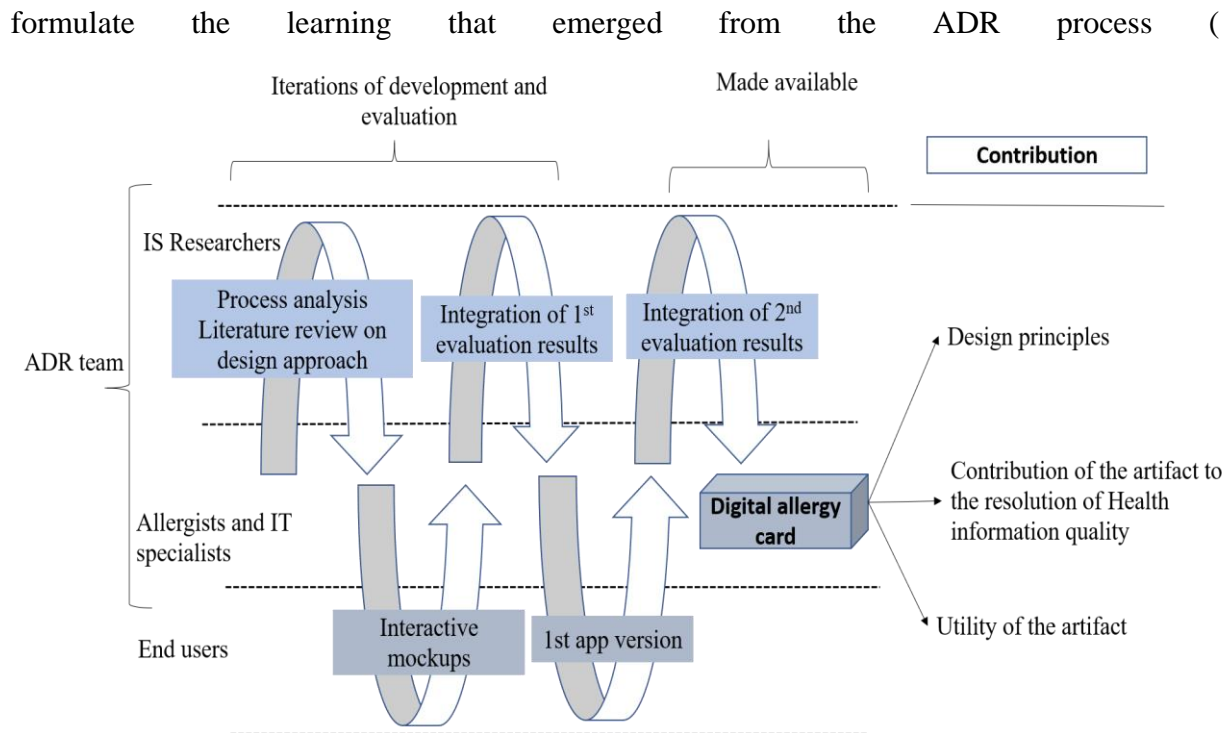 formulate the learning that emerged from the ADR process (
Iterations of development and
evaluation
Made available
Contribution
IS Researchers
Process analysis
Literature review on
design approach
Integration of 1st
evaluation results
Integration of 2nd
evaluation results
Design principles
ADR team
Contribution of the artifact to
the resolution of Health
information quality
Allergists and IT
specialists
Digital allergy
card
Utility of the artifact
End users
Interactive
mockups
1st app version